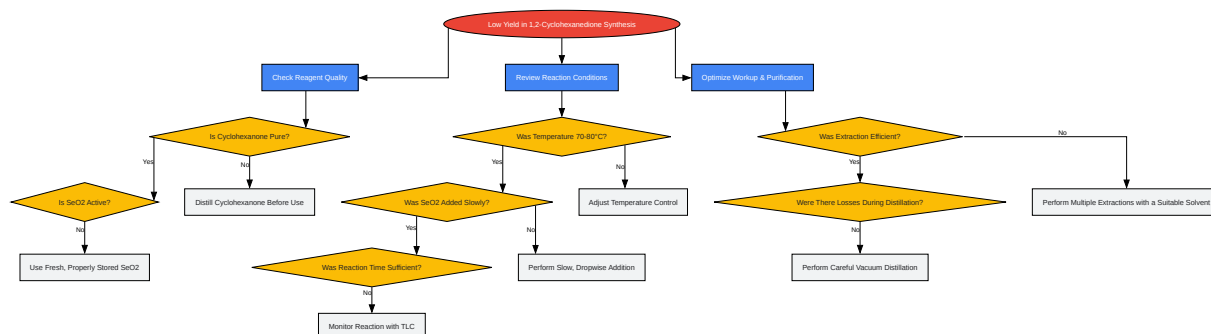 Low Yield in 1,2-Cyclohexanedione Synthesis
Check Reagent Quality
Review Reaction Conditions
Optimize Workup & Purification
Is Cyclohexanone Pure?
Was Temperature 70-80°C?
Was Extraction Efficient?
No
Yes
No
Yes
No
Yes
Is SeO2 Active?
Distill Cyclohexanone Before Use
Was SeO2 Added Slowly?
Adjust Temperature Control
Were There Losses During Distillation?
Perform Multiple Extractions with a Suitable Solvent
No
Yes
No
No
Use Fresh, Properly Stored SeO2
Was Reaction Time Sufficient?
Perform Slow, Dropwise Addition
Perform Careful Vacuum Distillation
No
Monitor Reaction with TLC